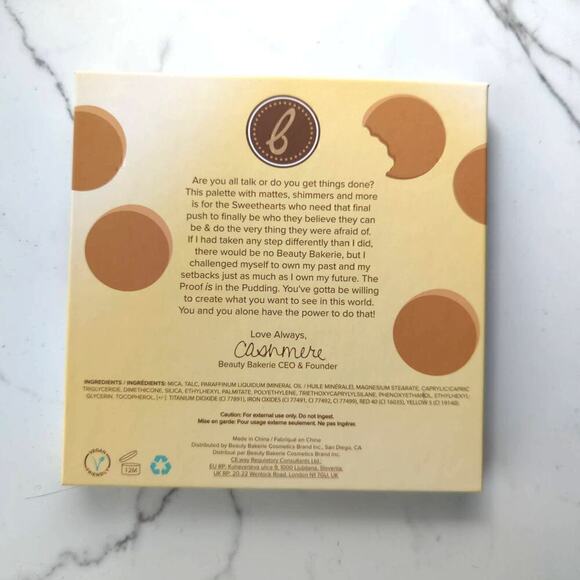 b
Are you all talk or do you get things done?
This palette with mattes, shimmers and more
is for the Sweethearts who need that final
push to finally be who they believe they can
be & do the very thing they were afraid of.
If I had taken any step differently than I did,
there would be no Beauty Bakerie, but I
challenged myself to own my past and my
setbacks just as much as I own my future. The
Proof is in the Pudding. You've gotta be willing
to create what you want to see in this world.
You and you alone have the power to do that!
Love Always,
Cashmere
Beauty Bakerie CEO & Founder
INGREDIENTS / INGRÉDIENTS: MICA, TALC, PARAFFINUM LIQUIDUM (MINERAL OIL / HUILE MINÉRALE), MAGNESIUM STEARATE, CAPRYLIC/CAPRIC
TRIGLYCERIDE, DIMETHICONE, SILICA, ETHYLHEXYL PALMITATE, POLYETHYLENE, TRIETHOXYCAPRYLYLSILANE, PHENOXYETHANOL, ETHYLHEXYL-
GLYCERIN, TOCOPHEROL, [+/-]: TITANIUM DIOXIDE (CI 77891), IRON OXIDES (CI 77491, CI 77492, CI 77499), RED 40 (CI 16035), YELLOW 5 (CI 19140).
Caution: For external use only. Do not ingest.
Mise en garde: Pour usage externe seulement. Ne pas Ingérer.
Made in China / Fabriqué en Chine
Distributed by Beauty Bakerie Cosmetics Brand Inc., San Diego, CA
Distribué par Beauty Bakerie Cosmetics Brand Inc.
CE.way Regulatory Consultants Ltd.:
EU RP: Kunaverjeva ulica 9, 1000 Ljubljana, Slovenia,
UK RP: 20-22 Wenlock Road, London N1 7GU, UK
VEGAN
FRIENDLY
12M